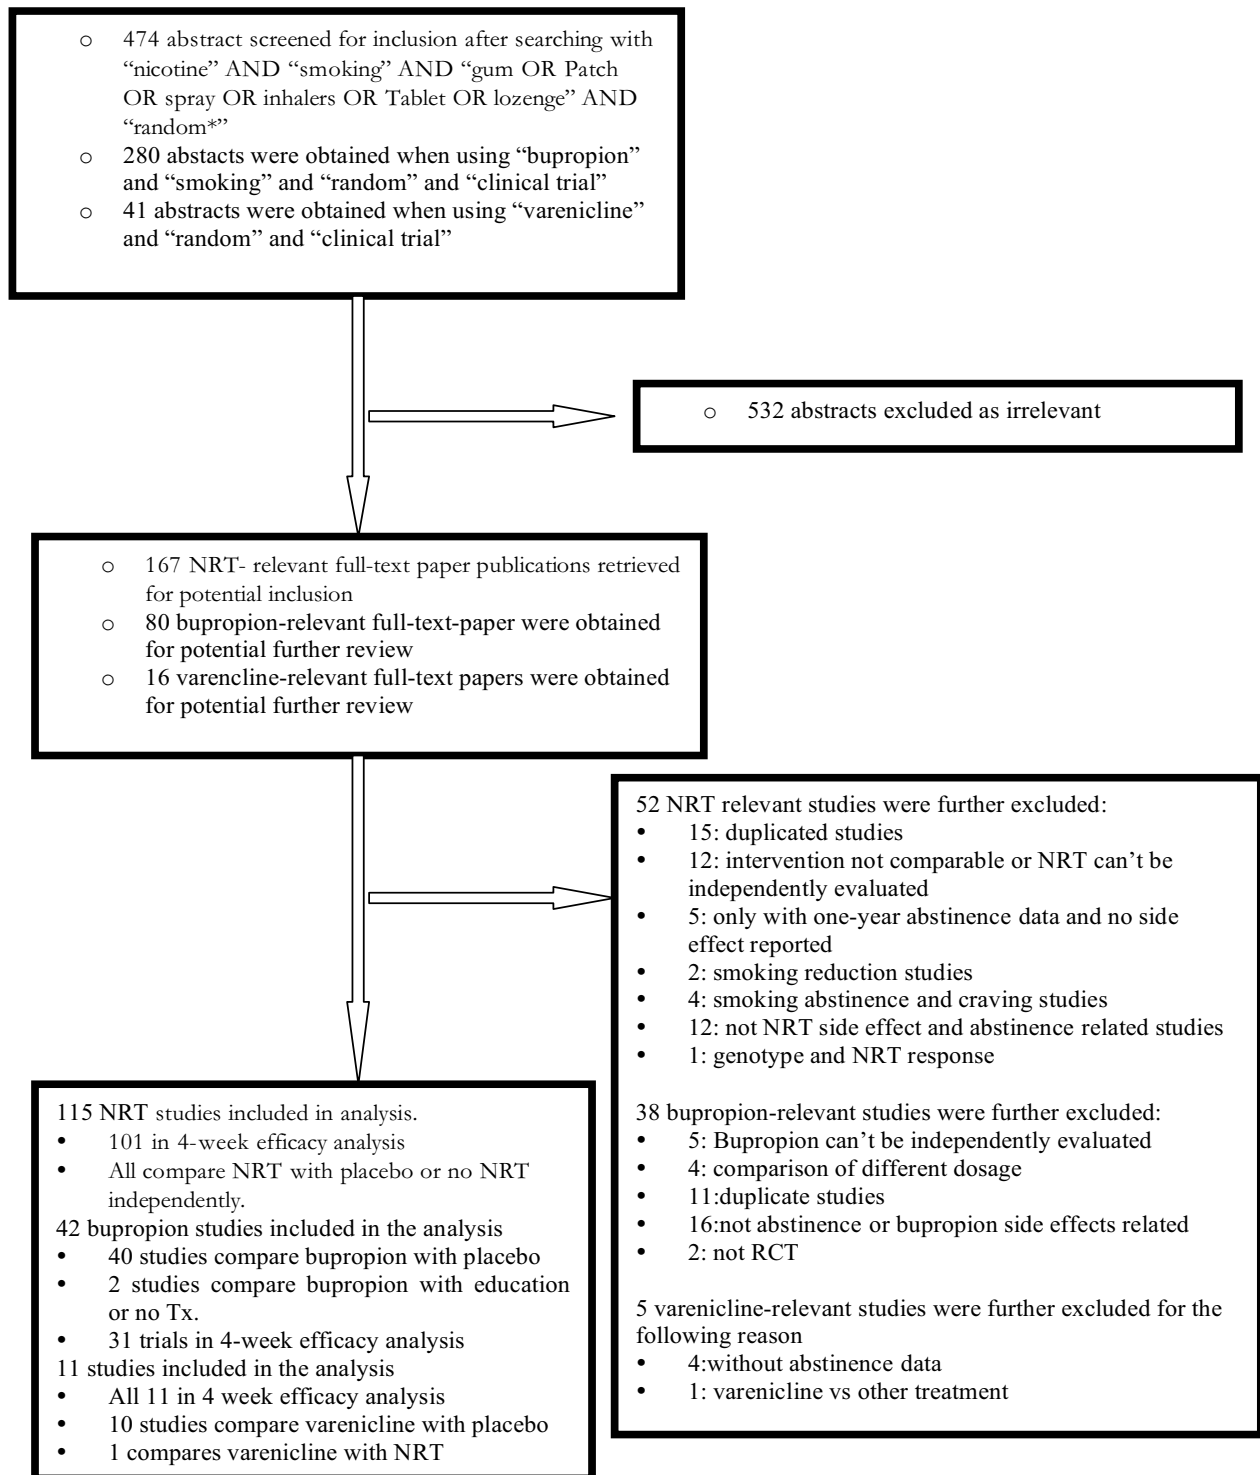 ○ 474 abstract screened for inclusion after searching with
“nicotine” AND “smoking” AND “gum OR Patch
OR spray OR inhalers OR Tablet OR lozenge” AND
“random*”
○ 280 abstacts were obtained when using “bupropion”
and “smoking” and “random” and “clinical trial”
○ 41 abstracts were obtained when using “varenicline”
and “random” and “clinical trial”
○ 532 abstracts excluded as irrelevant
○ 167 NRT- relevant full-text paper publications retrieved
for potential inclusion
○ 80 bupropion-relevant full-text-paper were obtained
for potential further review
○ 16 varencline-relevant full-text papers were obtained
for potential further review
52 NRT relevant studies were further excluded:
• 15: duplicated studies
• 12: intervention not comparable or NRT can’t be
independently evaluated
• 5: only with one-year abstinence data and no side
effect reported
• 2: smoking reduction studies
• 4: smoking abstinence and craving studies
• 12: not NRT side effect and abstinence related studies
• 1: genotype and NRT response
38 bupropion-relevant studies were further excluded:
• 5: Bupropion can’t be independently evaluated
• 4: comparison of different dosage
• 11:duplicate studies
• 16:not abstinence or bupropion side effects related
• 2: not RCT
5 varenicline-relevant studies were further excluded for the
following reason
• 4:without abstinence data
• 1: varenicline vs other treatment
115 NRT studies included in analysis.
• 101 in 4-week efficacy analysis
• All compare NRT with placebo or no NRT
independently.
42 bupropion studies included in the analysis
• 40 studies compare bupropion with placebo
• 2 studies compare bupropion with education
or no Tx.
• 31 trials in 4-week efficacy analysis
11 studies included in the analysis
• All 11 in 4 week efficacy analysis
• 10 studies compare varenicline with placebo
• 1 compares varenicline with NRT